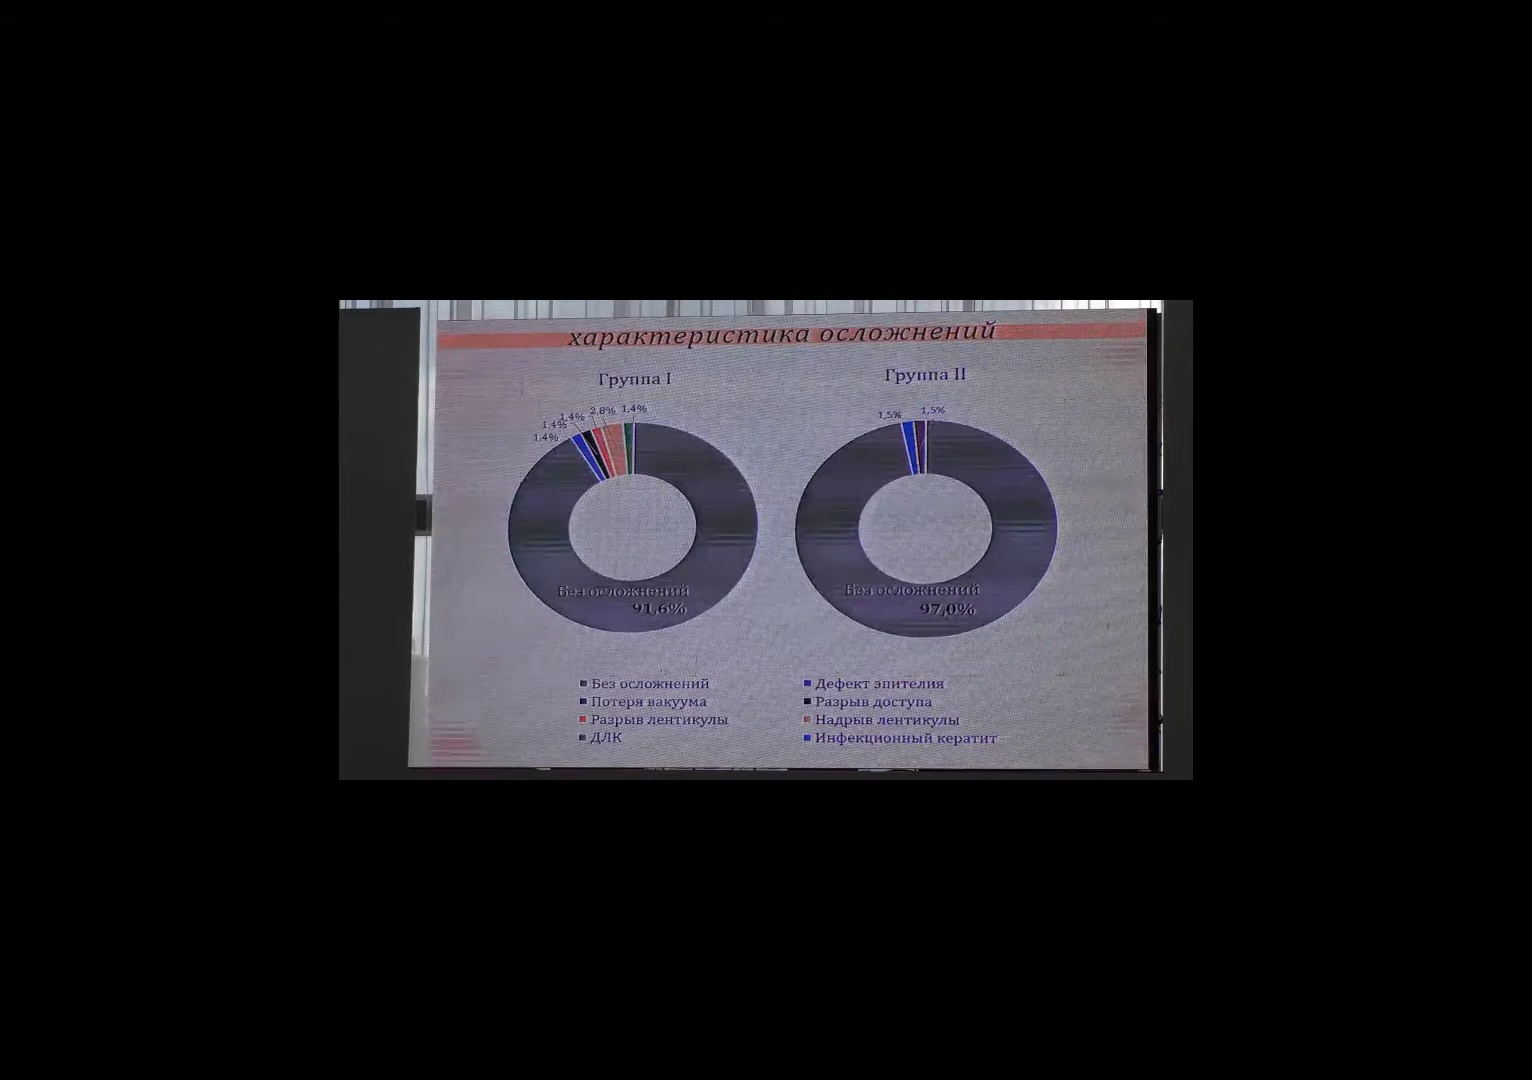 характеристика осложнений
Группа I
Группа II
1,4%
1,4%
1,4%
2,8%
1,4%
1,5%
1,5%
Без осложнений
91,6%
Без осложнений
97,0%
Без осложнений
Дефект эпителия
Потеря вакуума
Разрыв доступа
Разрыв лентикулы
Надрыв лентикулы
ДЛК
Инфекционный кератит